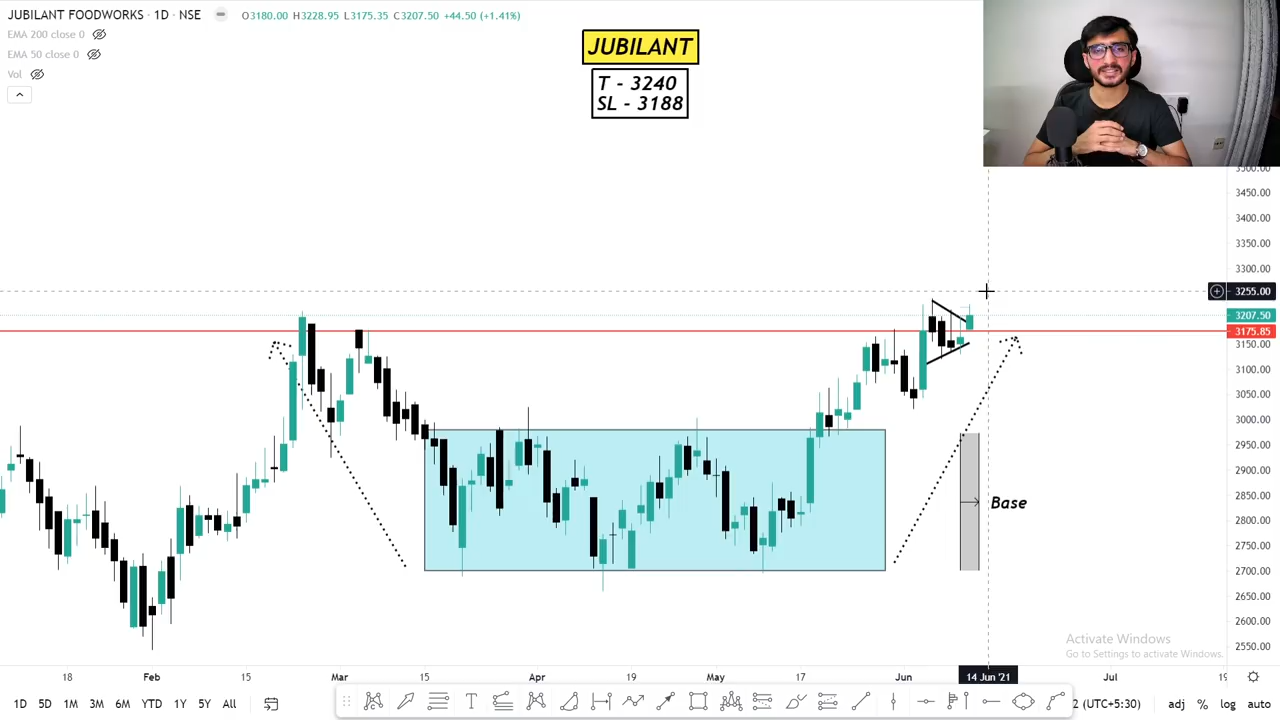 JUBILANT FOODWORKS · 1D · NSE O3180.00 H3228.95 L3175.35 C3207.50 +44.50 (+1.41%)
EMA 200 close 0
EMA 50 close 0
Vol
JUBILANT
T - 3240
SL - 3188
3500.00
3450.00
3400.00
3350.00
3300.00
3255.00
3207.50
3175.85
3150.00
3100.00
3050.00
3000.00
2950.00
2900.00
2850.00
Base
2800.00
2750.00
2700.00
2650.00
2600.00
2550.00
Activate Windows
Go to Settings to activate Windows.
18 Feb 15 Mar 15 Apr 19 May 17 Jun 14 Jun '21 Jul 19
1D 5D 1M 3M 6M YTD 1Y 5Y All 2 (UTC+5:30) adj % log auto